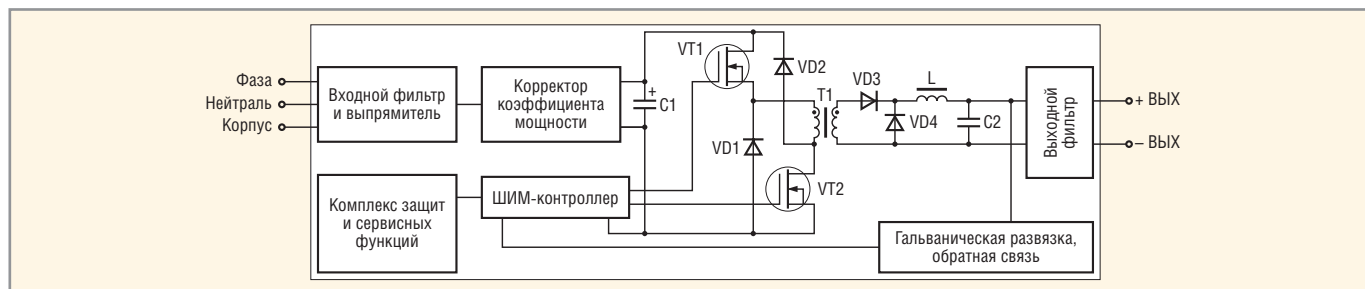 Фаза
Нейтраль
Корпус
Входной фильтр
и выпрямитель
Корректор
коэффициента
мощности
+
C1
VT1
VD2
VD1
T1
VD3
L
VD4
C2
VT2
Выходной
фильтр
+ ВЫХ
– ВЫХ
Комплекс защит
и сервисных
функций
ШИМ-контроллер
Гальваническая развязка,
обратная связь